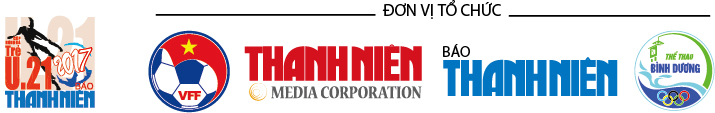 ĐƠN VỊ TỔ CHỨC
Trẻ
U.21
2017
BÁO
THANH NIÊN
VFF
THANH NIÊN
MEDIA CORPORATION
BÁO
THANH NIÊN
THỂ THAO
BÌNH DƯƠNG